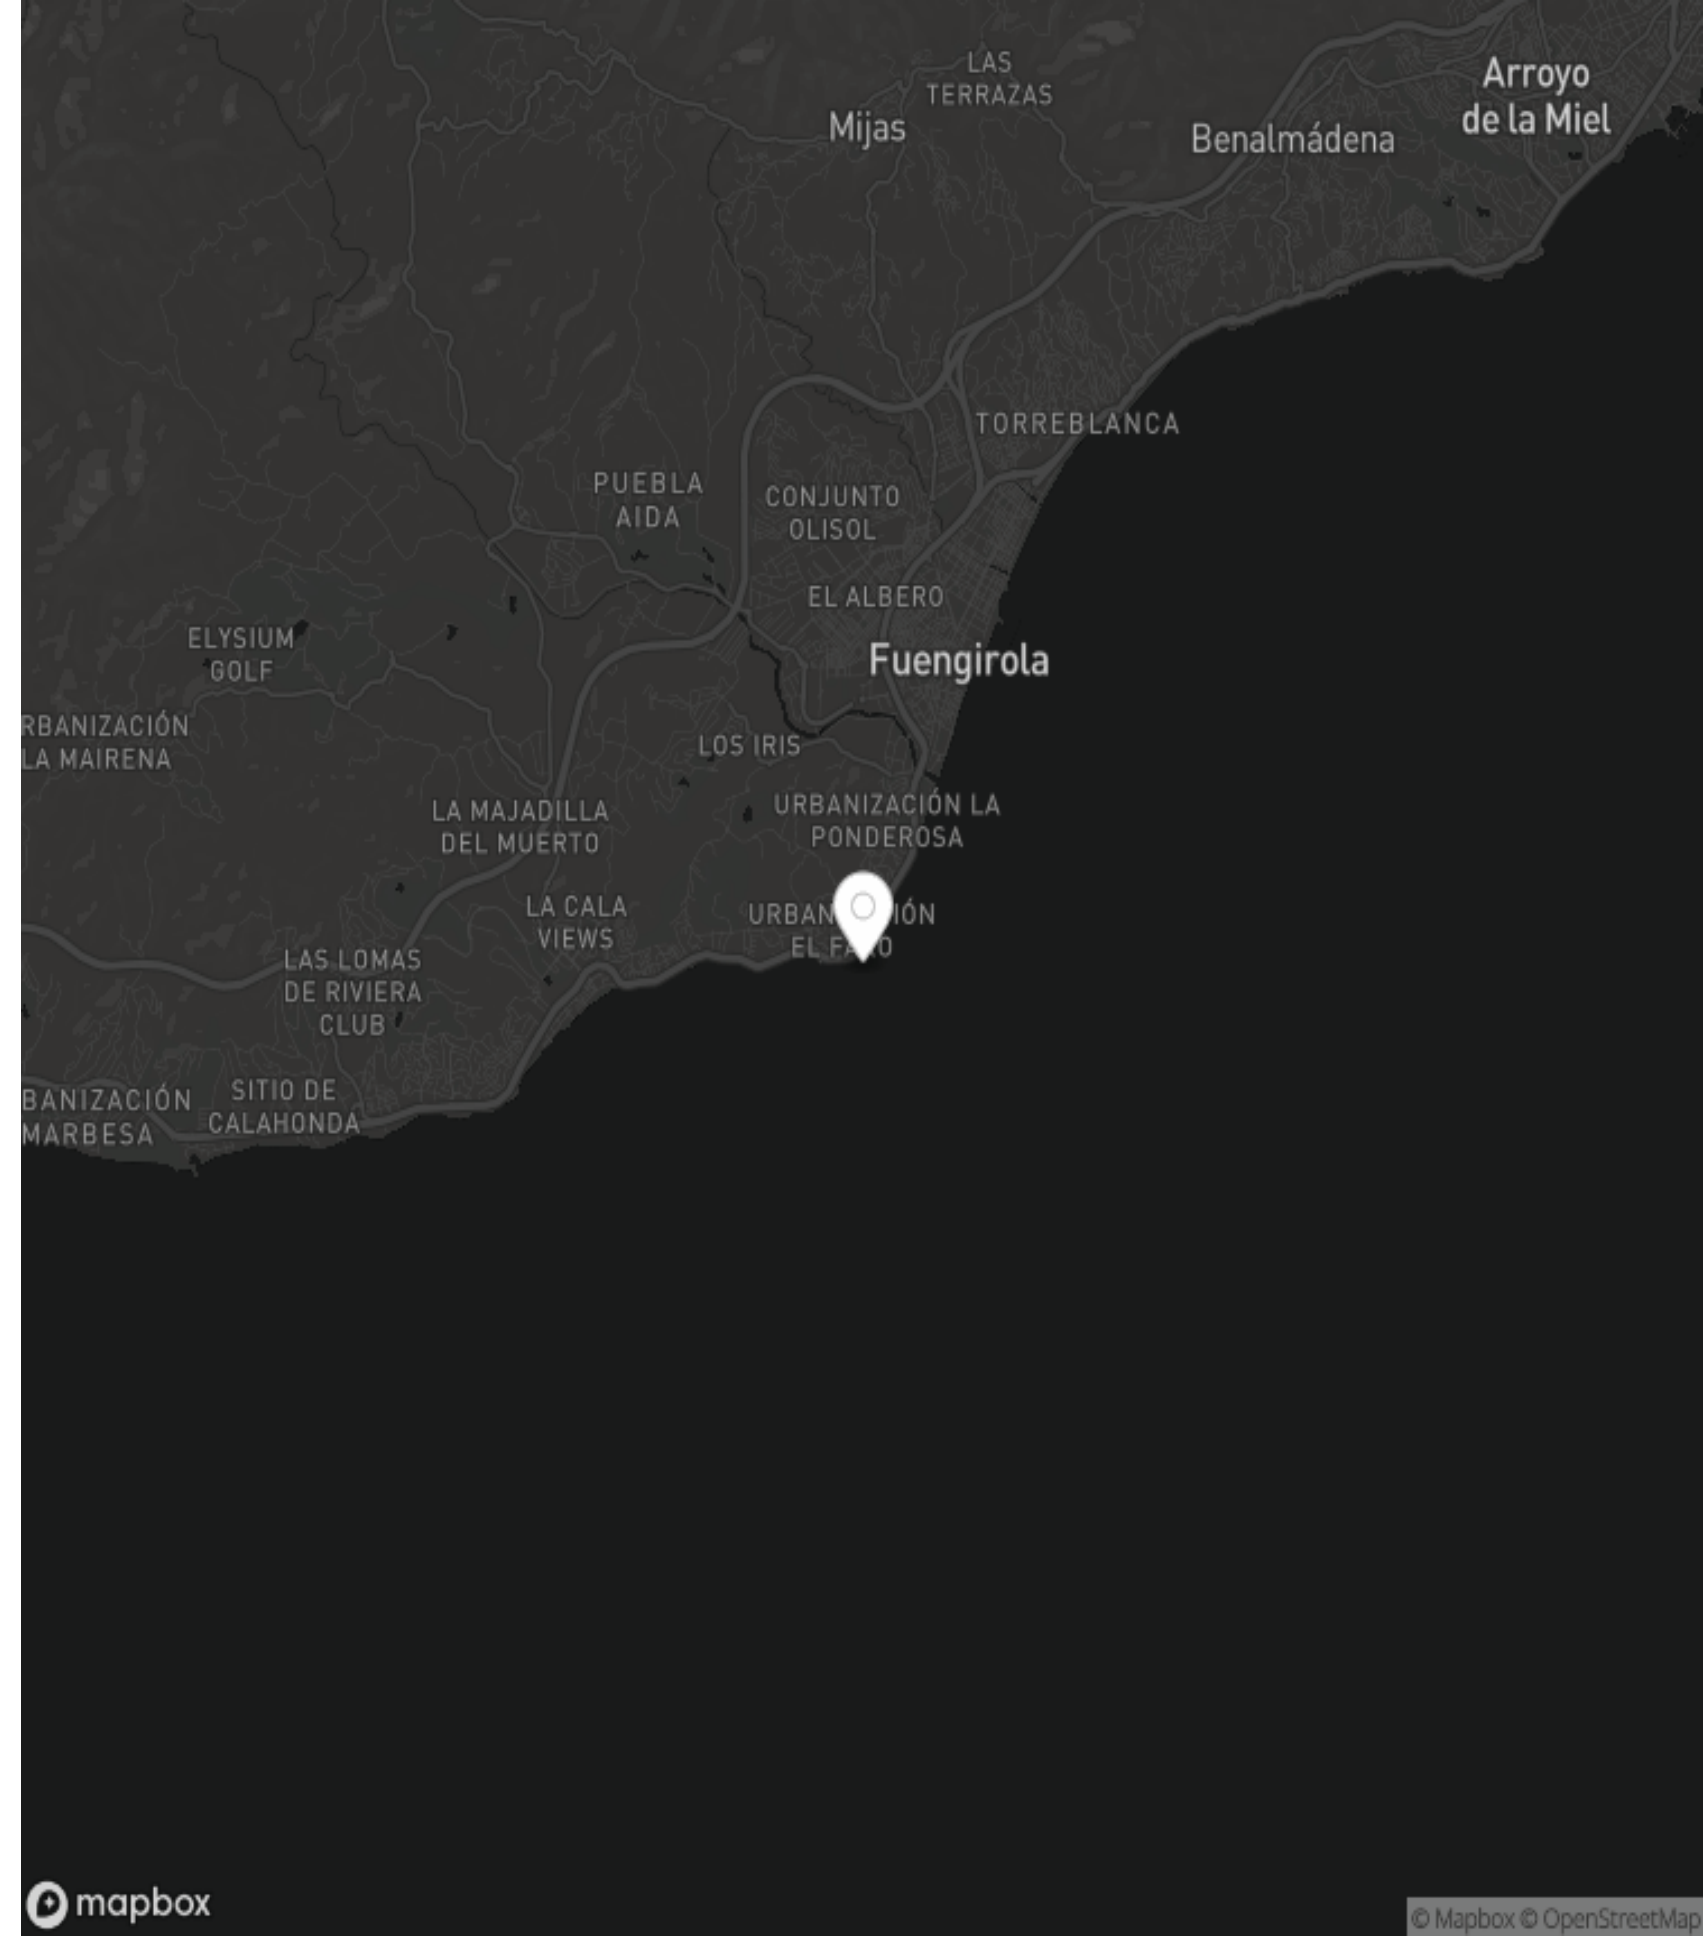 LAS
TERRAZAS
Mijas
Arroyo
de la Miel
Benalmádena
TORREBLANCA
PUEBLA
AIDA
CONJUNTO
OLISOL
EL ALBERO
ELYSIUM
GOLF
Fuengirola
RBANIZACIÓN
LA MAIRENA
LOS IRIS
LA MAJADILLA
DEL MUERTO
URBANIZACIÓN LA
PONDEROSA
LA CALA
VIEWS
URBAN IÓN
EL FA O
LAS LOMAS
DE RIVIERA
CLUB
SITIO DE
CALAHONDA
BANIZACIÓN
MARBESA
mapbox
© Mapbox © OpenStreetMap